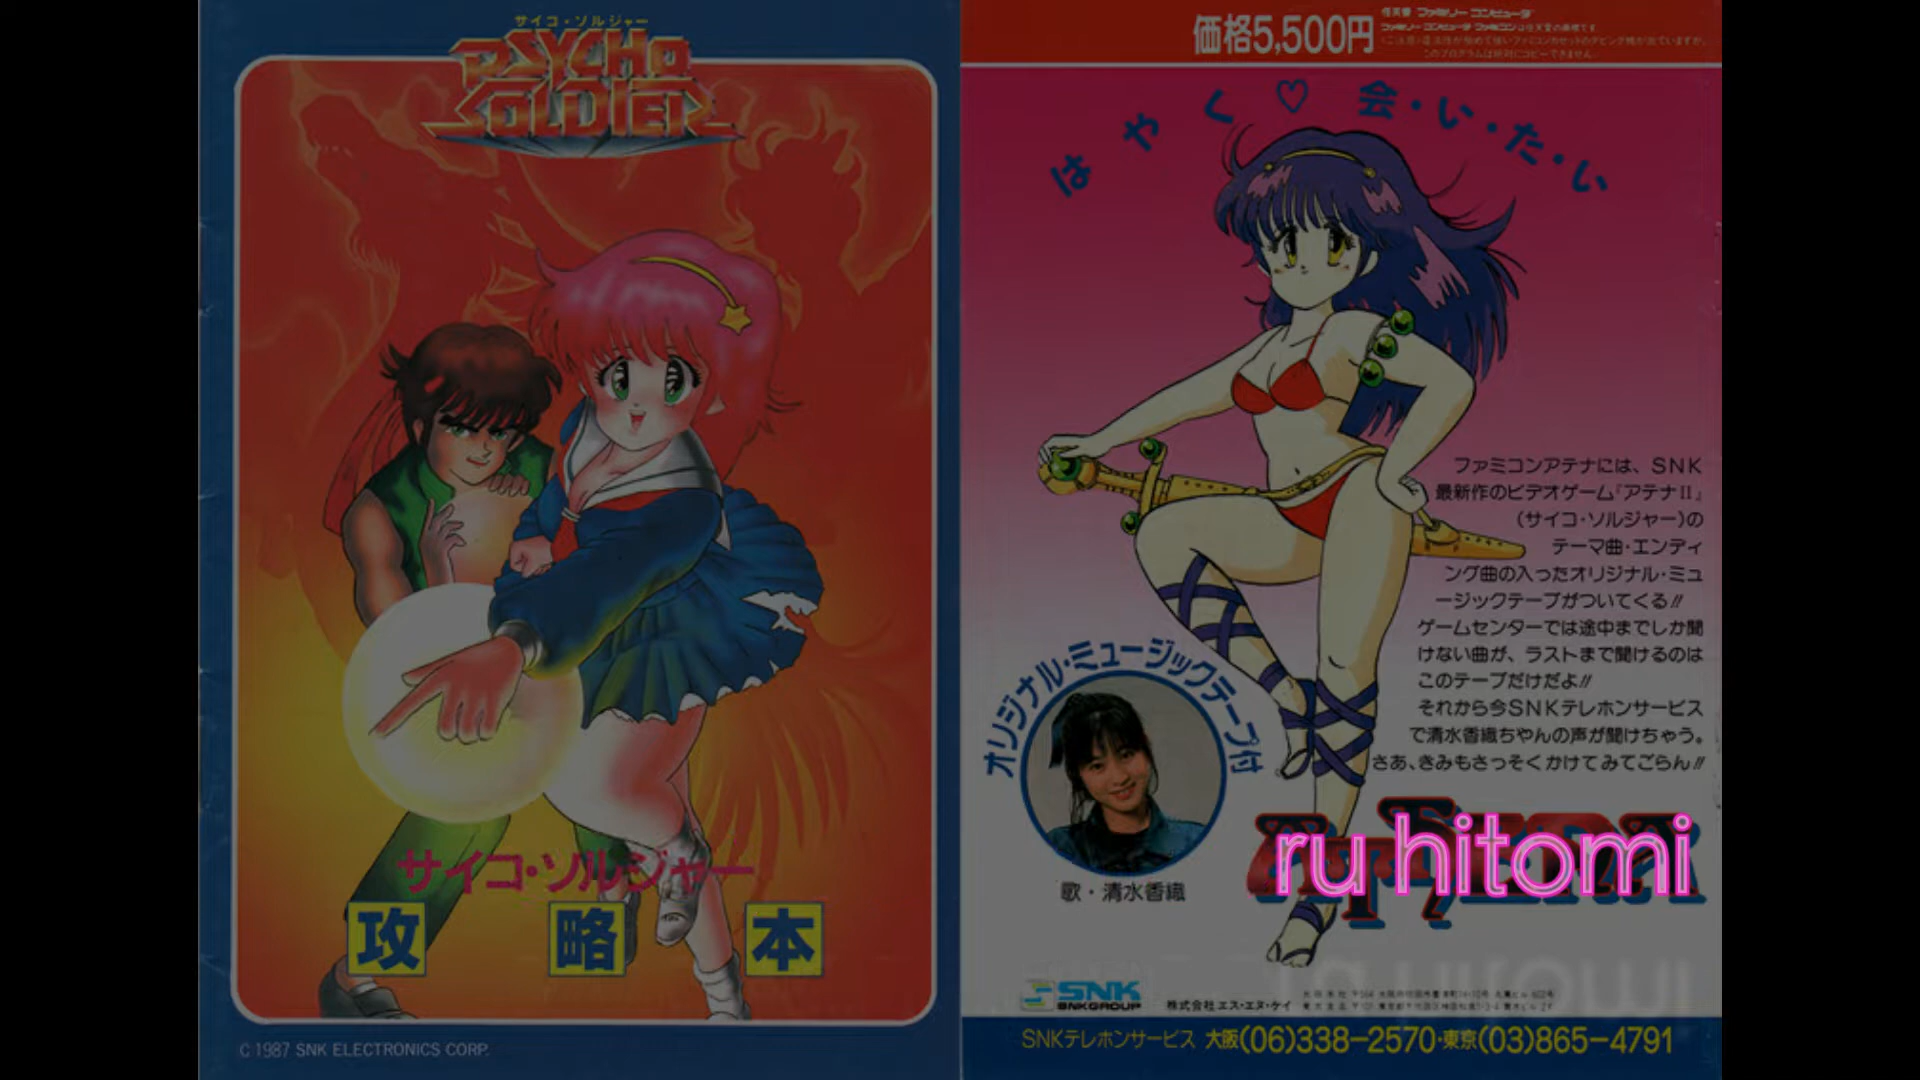 サイコ・ソルジャー
PSYCHO
SOLDIER
サイコ・ソルジャー
攻略本
C 1987 SNK ELECTRONICS CORP.
価格5,500円
はやく♡会・い・た・い
ファミコンアテナには、SNK
最新作のビデオゲーム『アテナII』
(サイコ・ソルジャー)の
テーマ曲・エンディ
ング曲の入ったオリジナル・ミュ
ージックテープがついてくる!!
ゲームセンターでは途中までしか聞
けない曲が、ラストまで聞けるのは
このテープだけだよ!!
それから今SNKテレホンサービス
で清水香織ちゃんの声が聞けちゃう。
さあ、きみもさっそくかけてみてごらん!!
オリジナル・ミュージックテープ付
歌・清水香織
ru hitomi
SNK
SNK GROUP
株式会社 エス・エヌ・ケイ
SNKテレホンサービス 大阪(06)338-2570・東京(03)865-4791